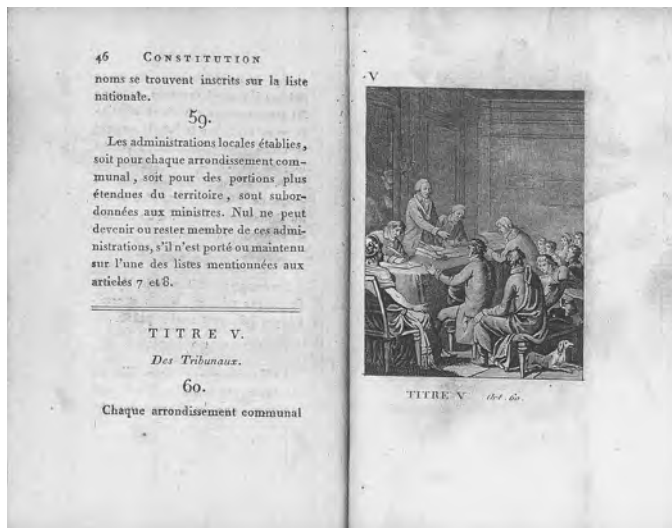 46 CONSTITUTION
noms se trouvent inscrits sur la liste
nationale.
59.
Les administrations locales établies,
soit pour chaque arrondissement com-
munal, soit pour des portions plus
étendues du territoire, sont subor-
données aux ministres. Nul ne peut
devenir ou rester membre de ces admi-
nistrations, s'il n'est porté ou maintenu
sur l'une des listes mentionnées aux
articles 7 et 8.
TITRE V.
Des Tribunaux.
60.
Chaque arrondissement communal
V
TITRE V Art. 60.